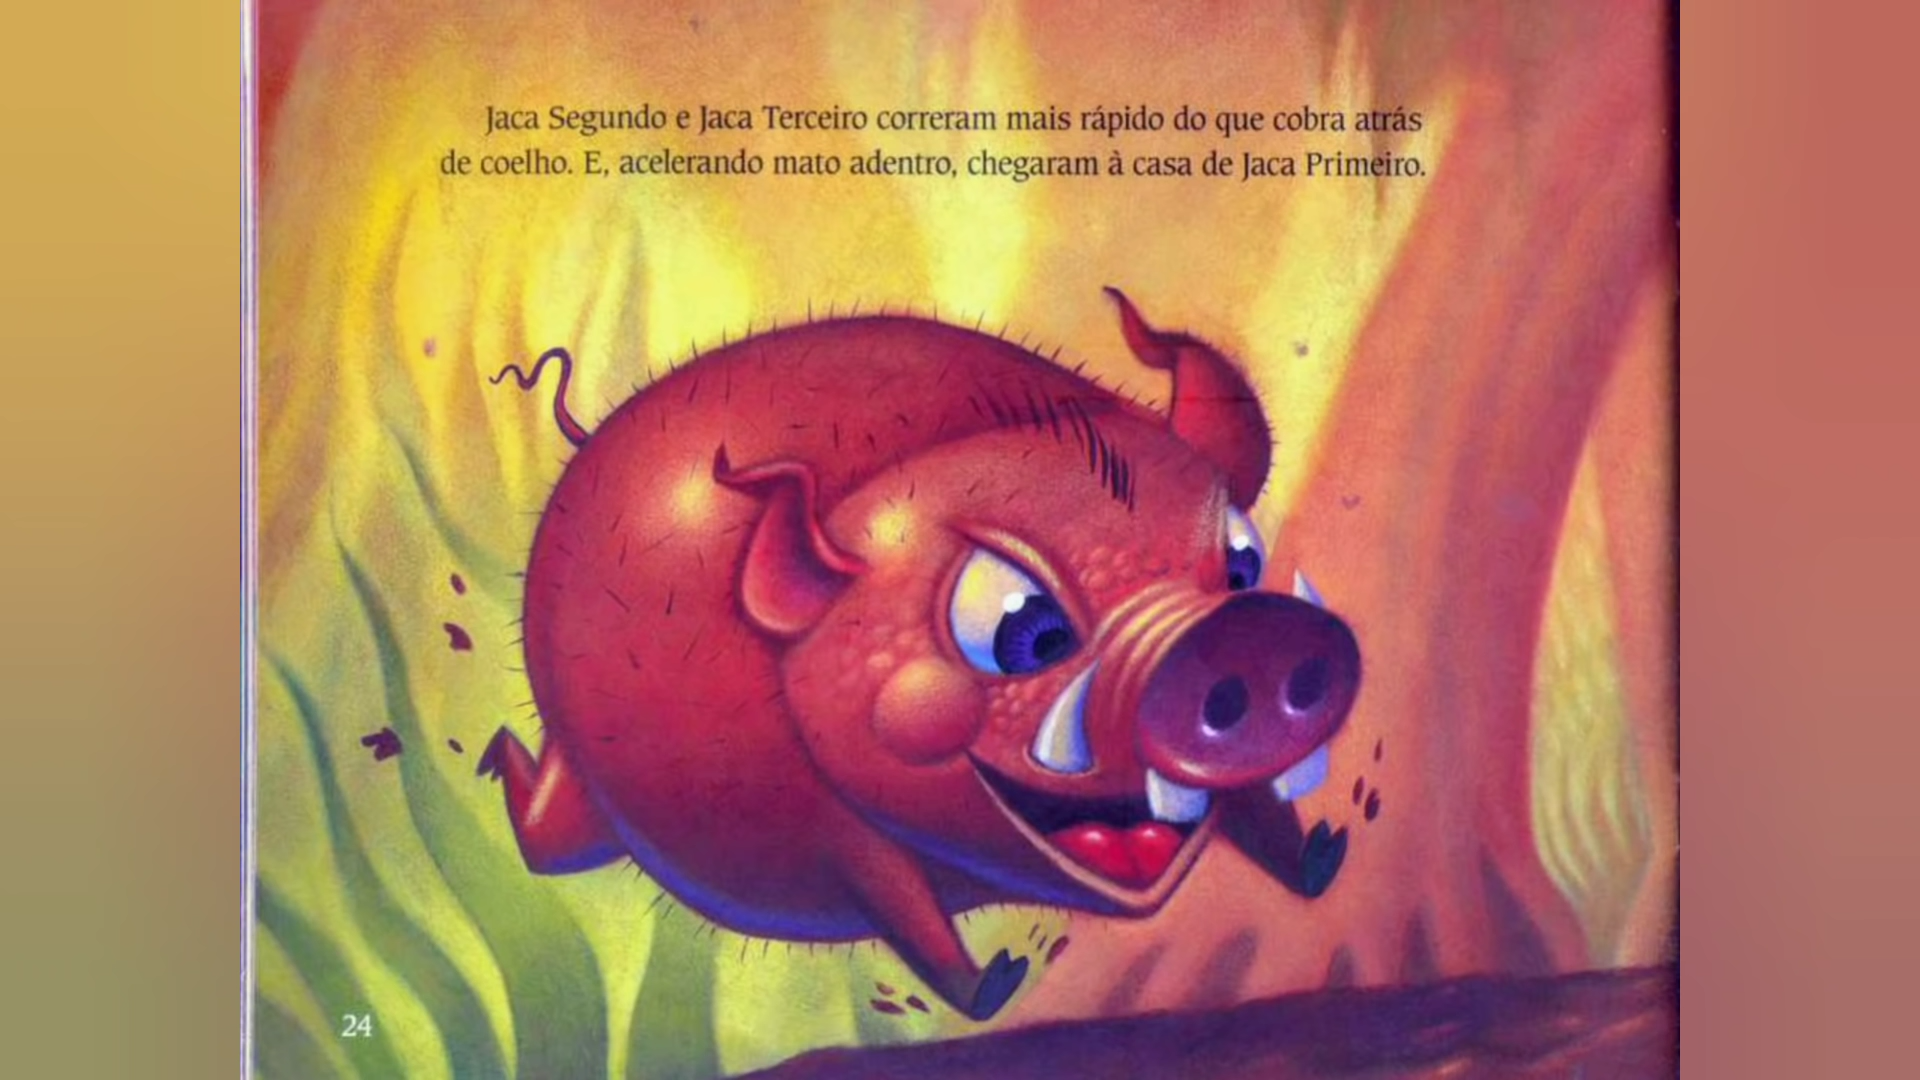 Jaca Segundo e Jaca Terceiro correram mais rápido do que cobra atrás
de coelho. E, acelerando mato adentro, chegaram à casa de Jaca Primeiro.
24